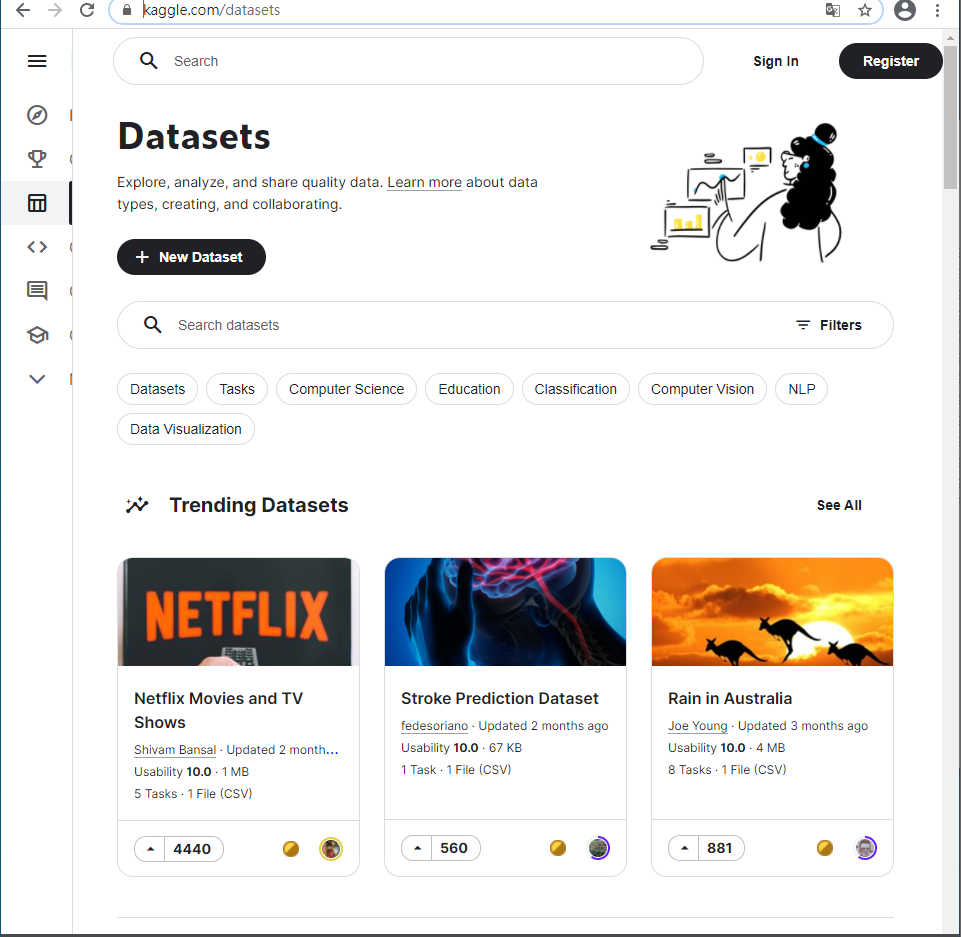 kaggle.com/datasets
Search
Sign In
Register
Datasets
Explore, analyze, and share quality data. Learn more about data
types, creating, and collaborating.
New Dataset
Search datasets
Filters
Datasets
Tasks
Computer Science
Education
Classification
Computer Vision
NLP
Data Visualization
Trending Datasets
See All
NETFLIX
Netflix Movies and TV
Shows
Shivam Bansal · Updated 2 month…
Usability 10.0 · 1 MB
5 Tasks · 1 File (CSV)
4440
Stroke Prediction Dataset
fedesoriano · Updated 2 months ago
Usability 10.0 · 67 KB
1 Task · 1 File (CSV)
560
Rain in Australia
Joe Young · Updated 3 months ago
Usability 10.0 · 4 MB
8 Tasks · 1 File (CSV)
881